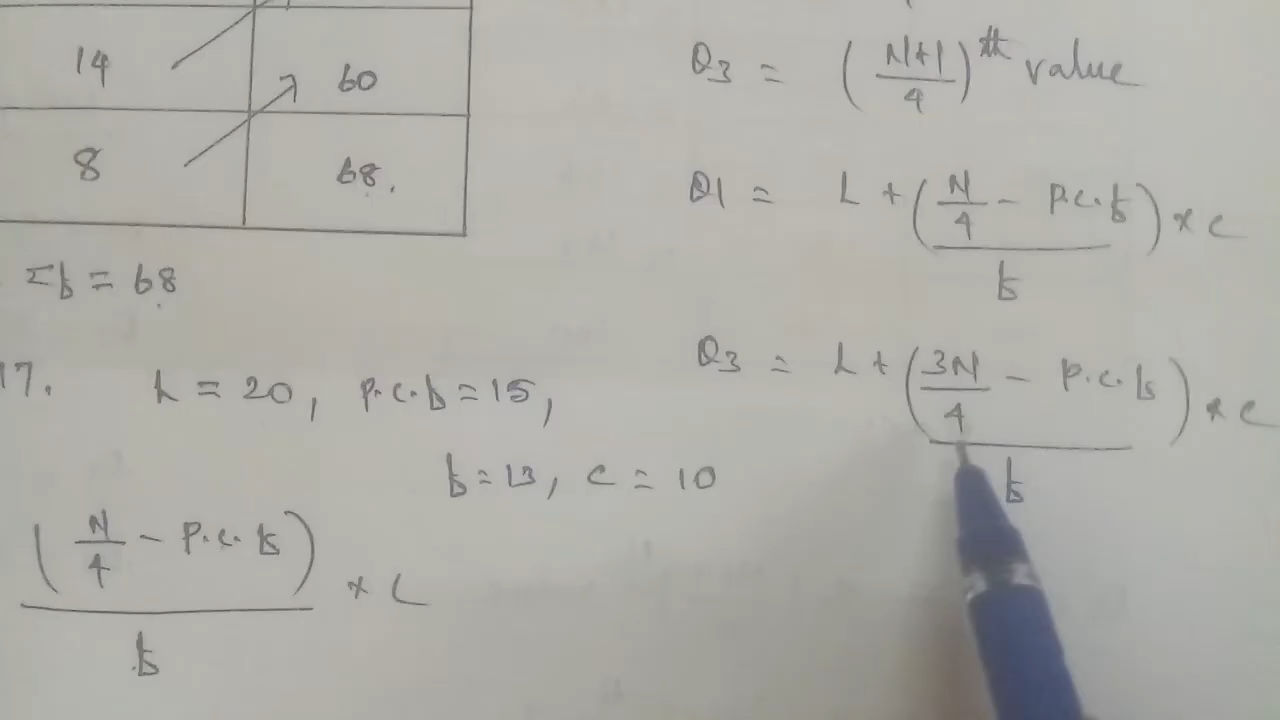 14 60
8 68.
Σf = 68
17. L = 20, p.c.f = 15,
f = 13, c = 10
(N/4 - p.c.f) / f × c
Q3 = (N+1/4)th value
Q1 = L + (N/4 - p.c.f) / f × c
Q3 = L + (3N/4 - p.c.f) / f × c